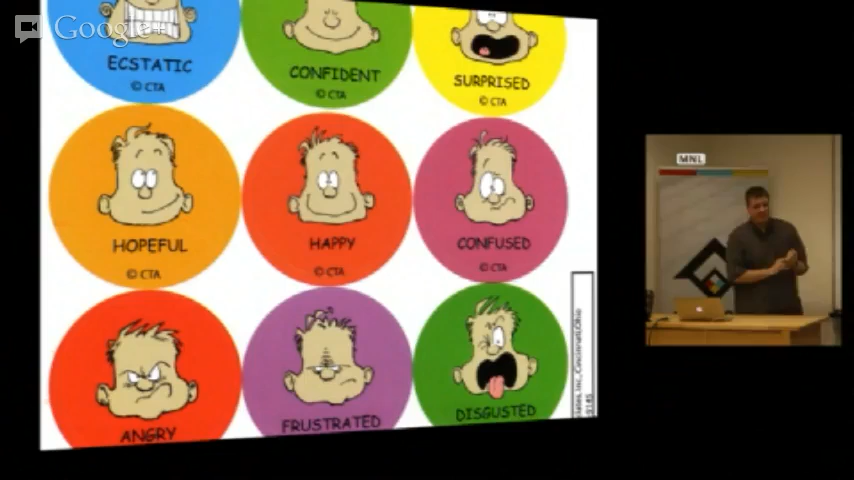 Google+
ECSTATIC
© CTA
CONFIDENT
© CTA
SURPRISED
© CTA
HOPEFUL
© CTA
HAPPY
© CTA
CONFUSED
© CTA
ANGRY
FRUSTRATED
DISGUSTED
MNL